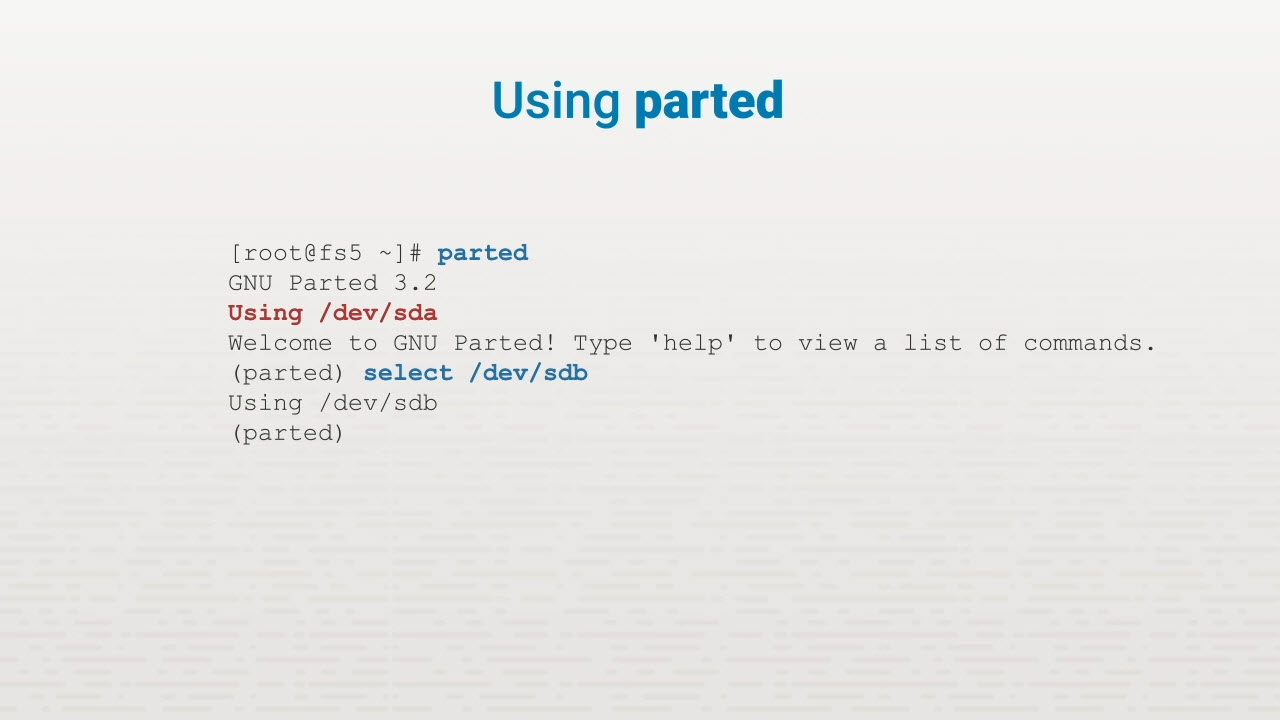 Using parted
[root@fs5 ~]# parted
GNU Parted 3.2
Using /dev/sda
Welcome to GNU Parted! Type 'help' to view a list of commands.
(parted) select /dev/sdb
Using /dev/sdb
(parted)